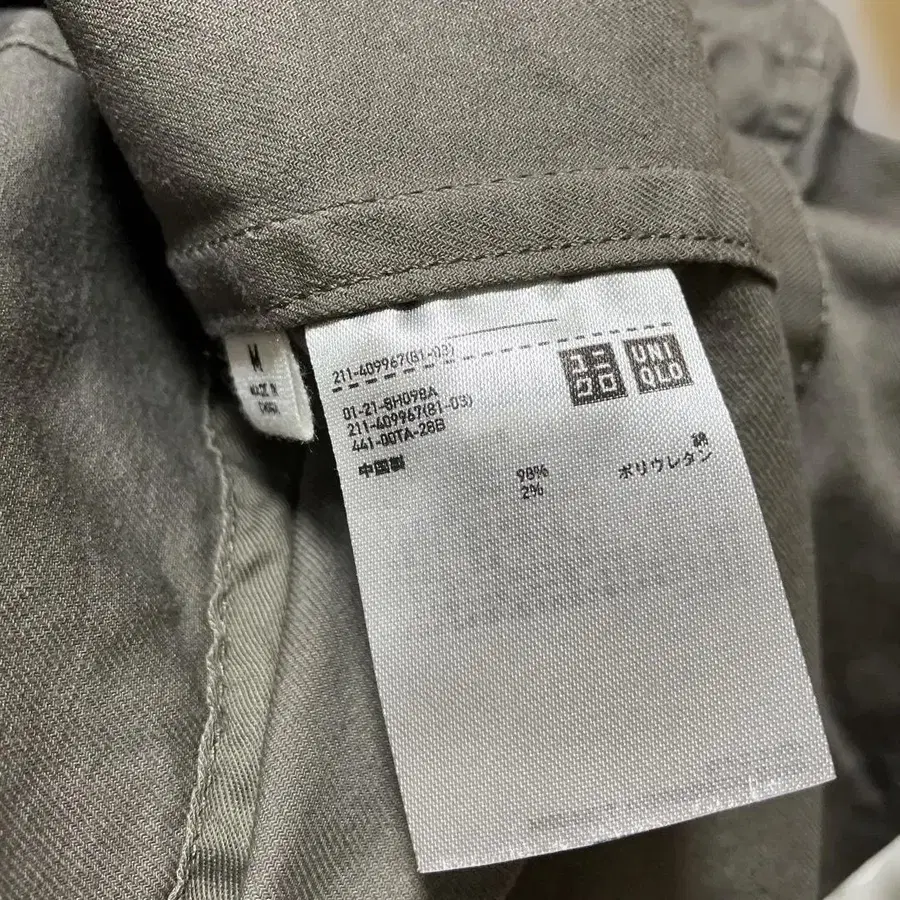 M
MADE IN
CHINA
211-409967(81-03)
ユニ
クロ
UNI
QLO
01-21-8H098A
211-409967(81-03)
441-00TA-28B
中国製
98% 綿
2% ポリウレタン